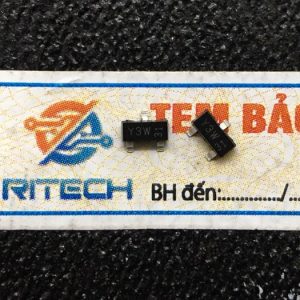 TEM BẢO
Y3W
RITECH
BH đến:............/...